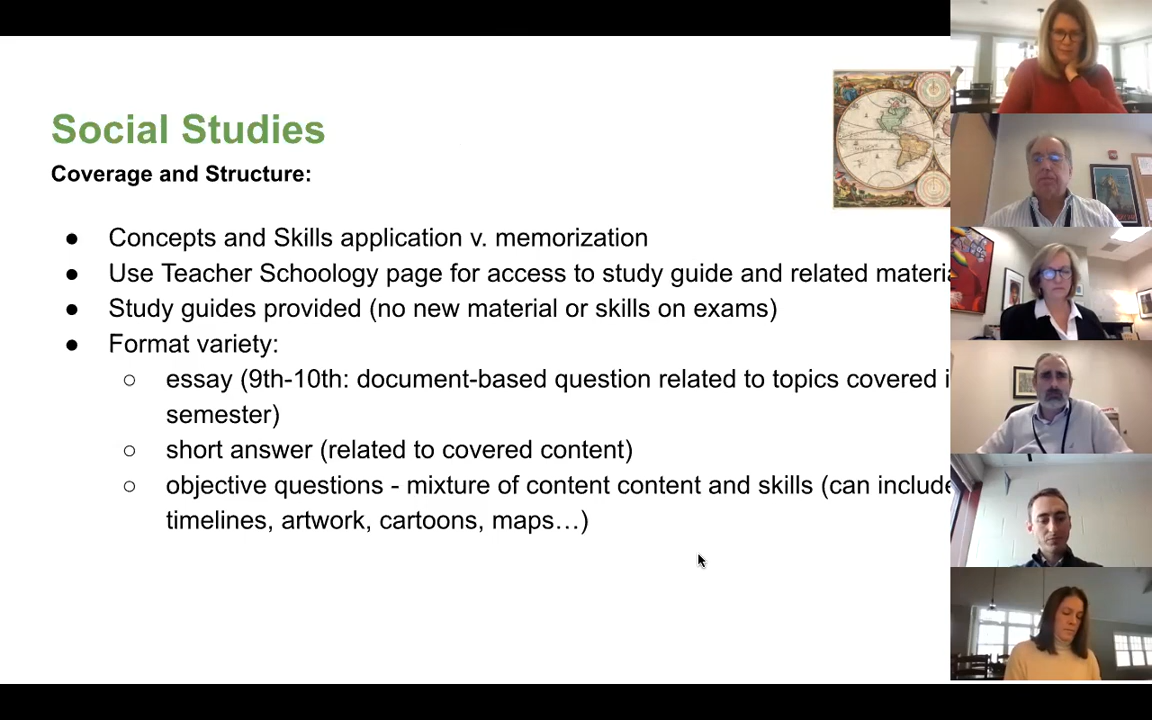 Social Studies
Coverage and Structure:
● Concepts and Skills application v. memorization
● Use Teacher Schoology page for access to study guide and related
● Study guides provided (no new material or skills on exams)
● Format variety:
○ essay (9th-10th: document-based question related to topics covered
semester)
○ short answer (related to covered content)
○ objective questions - mixture of content content and skills (can include
timelines, artwork, cartoons, maps…)